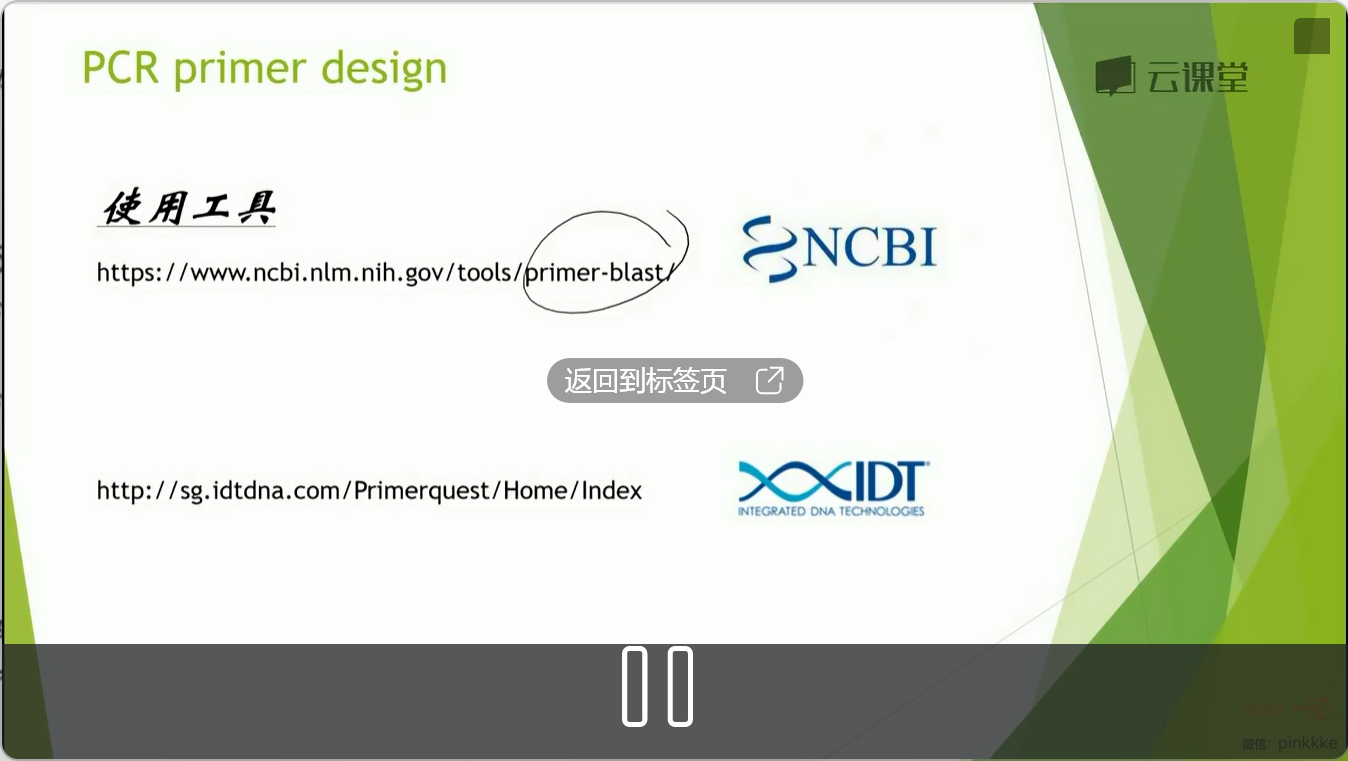 PCR primer design
云课堂
使用工具
https://www.ncbi.nlm.nih.gov/tools/primer-blast/
NCBI
返回到标签页
http://sg.idtdna.com/Primerquest/Home/Index
IDT
INTEGRATED DNA TECHNOLOGIES
微信：pinkkke